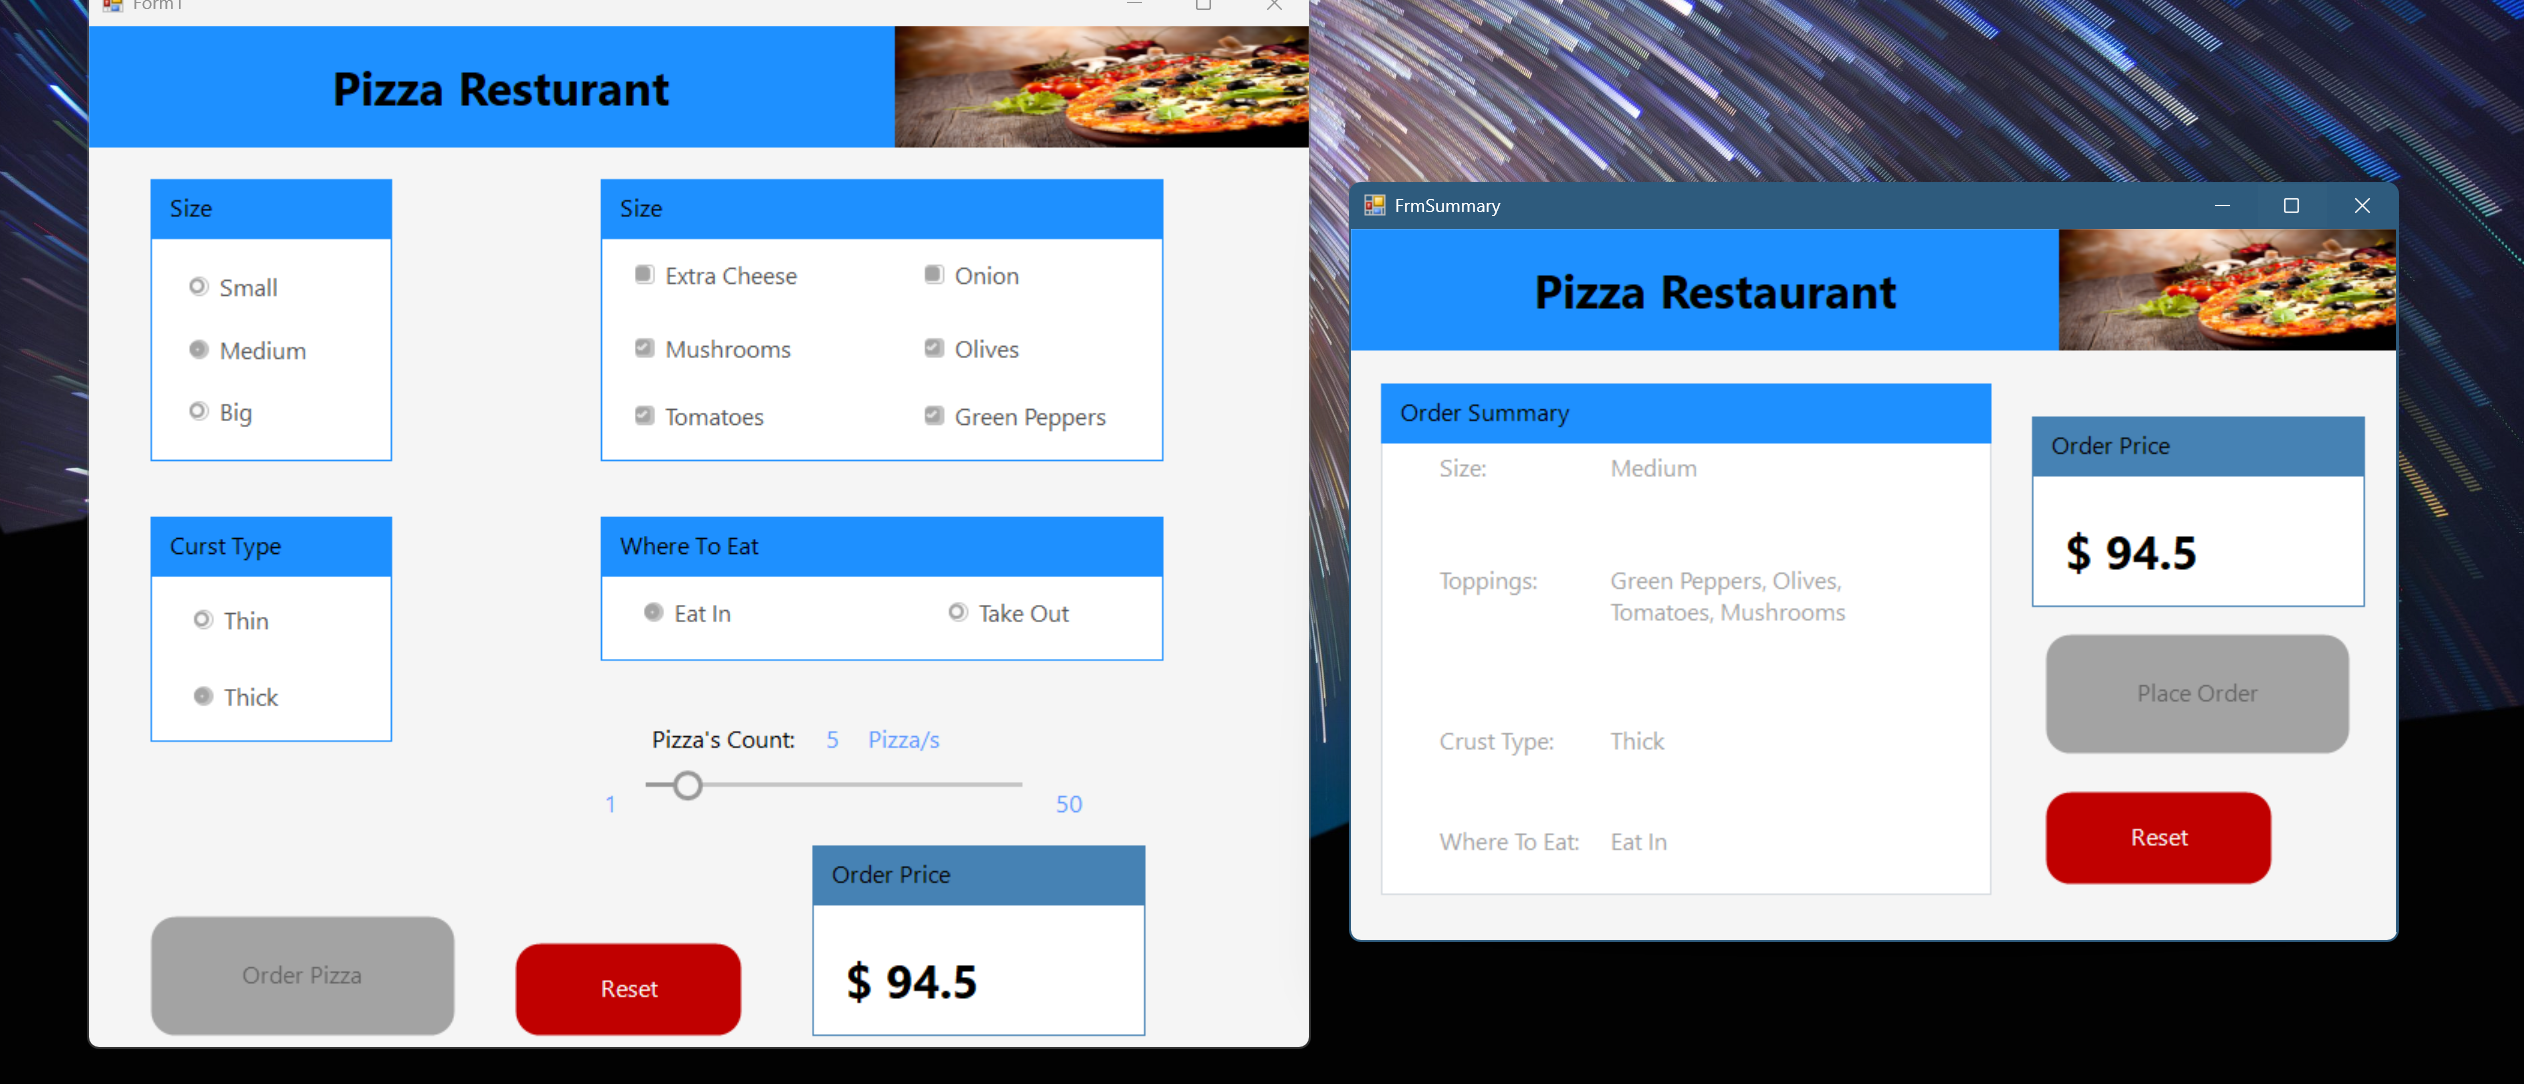 Form1
Pizza Resturant
Size
Small
Medium
Big
Size
Extra Cheese
Onion
Mushrooms
Olives
Tomatoes
Green Peppers
Curst Type
Thin
Thick
Where To Eat
Eat In
Take Out
Pizza's Count: 5 Pizza/s
1
50
Order Pizza
Reset
Order Price
$ 94.5
FrmSummary
Pizza Restaurant
Order Summary
Size: Medium
Toppings: Green Peppers, Olives,
Tomatoes, Mushrooms
Crust Type: Thick
Where To Eat: Eat In
Order Price
$ 94.5
Place Order
Reset